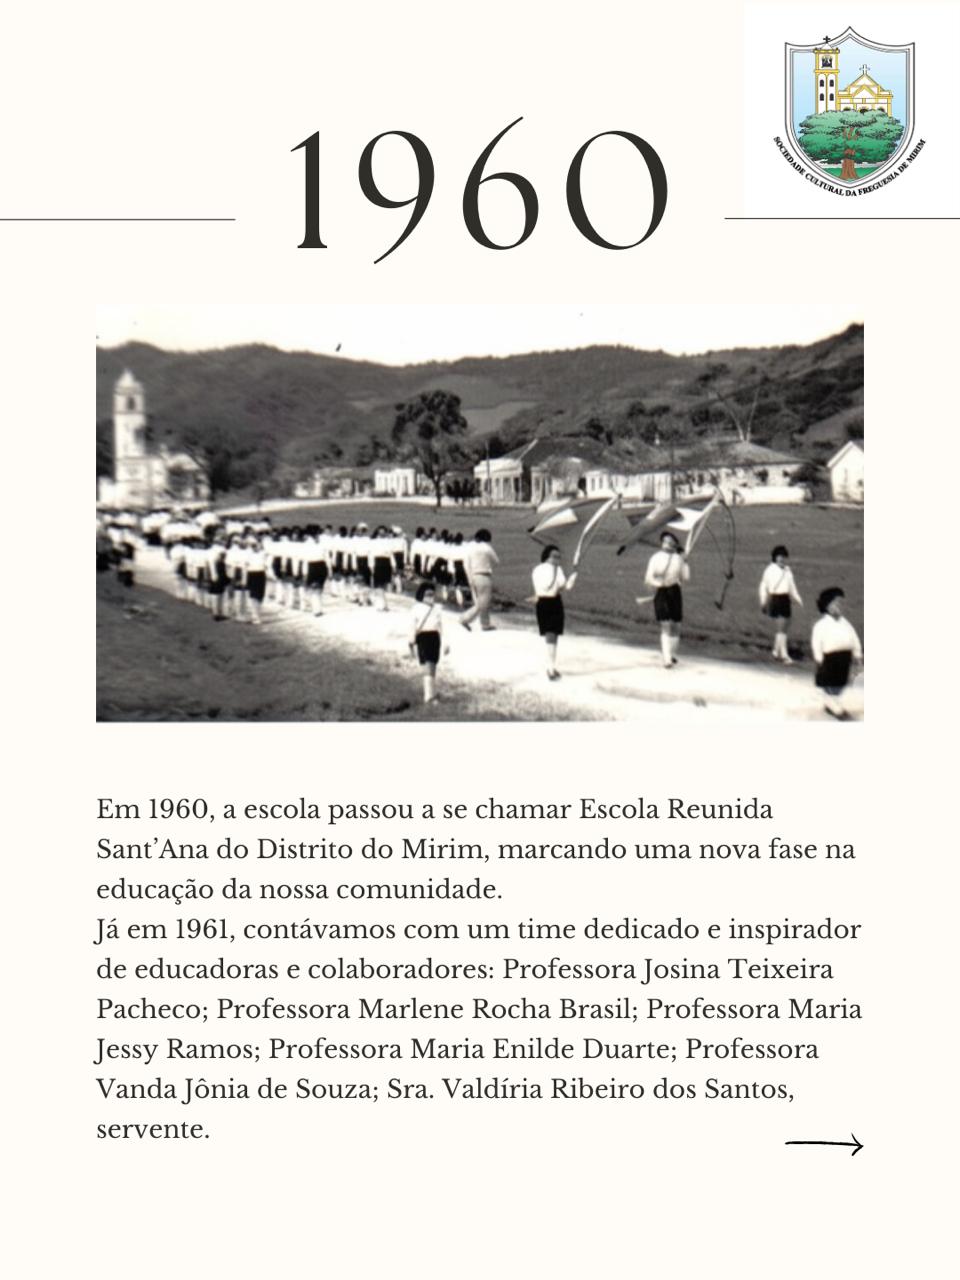 SOCIEDADE CULTURAL DA FREGUESIA DE MIRIM
1960
Em 1960, a escola passou a se chamar Escola Reunida
Sant’Ana do Distrito do Mirim, marcando uma nova fase na
educação da nossa comunidade.
Já em 1961, contávamos com um time dedicado e inspirador
de educadoras e colaboradores: Professora Josina Teixeira
Pacheco; Professora Marlene Rocha Brasil; Professora Maria
Jessy Ramos; Professora Maria Enilde Duarte; Professora
Vanda Jônia de Souza; Sra. Valdíria Ribeiro dos Santos,
servente.